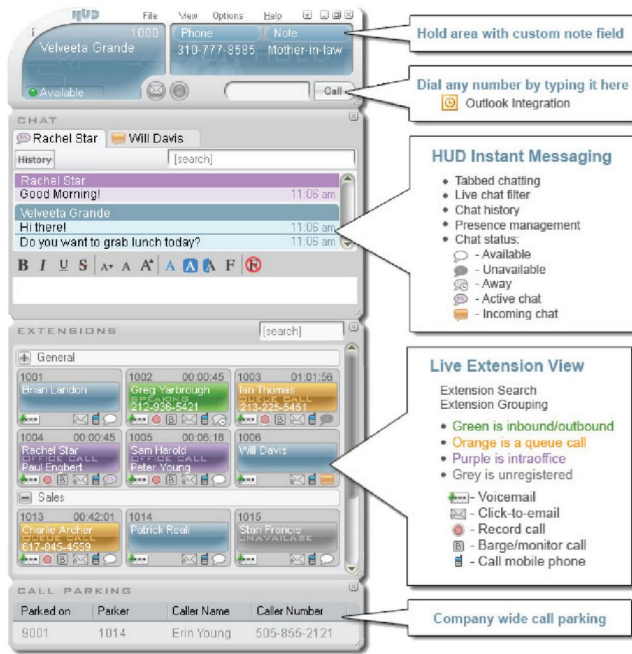 HUD File View Options Help
i 1000 Phone Note
Velveeta Grande 310-777-8585 Mother-in-law
Available Call
Hold area with custom note field
Dial any number by typing it here
Outlook Integration
CHAT
Rachel Star Will Davis
History [search]
Rachel Star
Good Morning! 11:06 am
Velveeta Grande
Hi there! 11:06 am
Do you want to grab lunch today? 11:06 am
B I U S A A A A A A F F
HUD Instant Messaging
Tabbed chatting
Live chat filter
Chat history
Presence management
Chat status:
- Available
- Unavailable
- Away
- Active chat
- Incoming chat
EXTENSIONS [search]
General
1001 1002 00:00:45 1003 01:01:56
Brian Landon Greg Yarbrough Ian Thomas
SPEAKING QUEUE CALL
212-936-5421 213-225-5451
B B
1004 00:00:45 1005 00:06:18 1006
Rachel Star Sam Harold Will Davis
OFFICE CALL OFFICE CALL
Paul Engbert Peter Young
B B
Sales
1013 00:42:01 1014 1015
Charlie Archer Patrick Reali Stan Francis
QUEUE CALL UNAVAILABLE
617-845-4559
B
Live Extension View
Extension Search
Extension Grouping
Green is inbound/outbound
Orange is a queue call
Purple is intraoffice
Grey is unregistered
- Voicemail
- Click-to-email
- Record call
B - Barge/monitor call
- Call mobile phone
CALL PARKING
Parked on Parker Caller Name Caller Number
9001 1014 Erin Young 505-855-2121
Company wide call parking